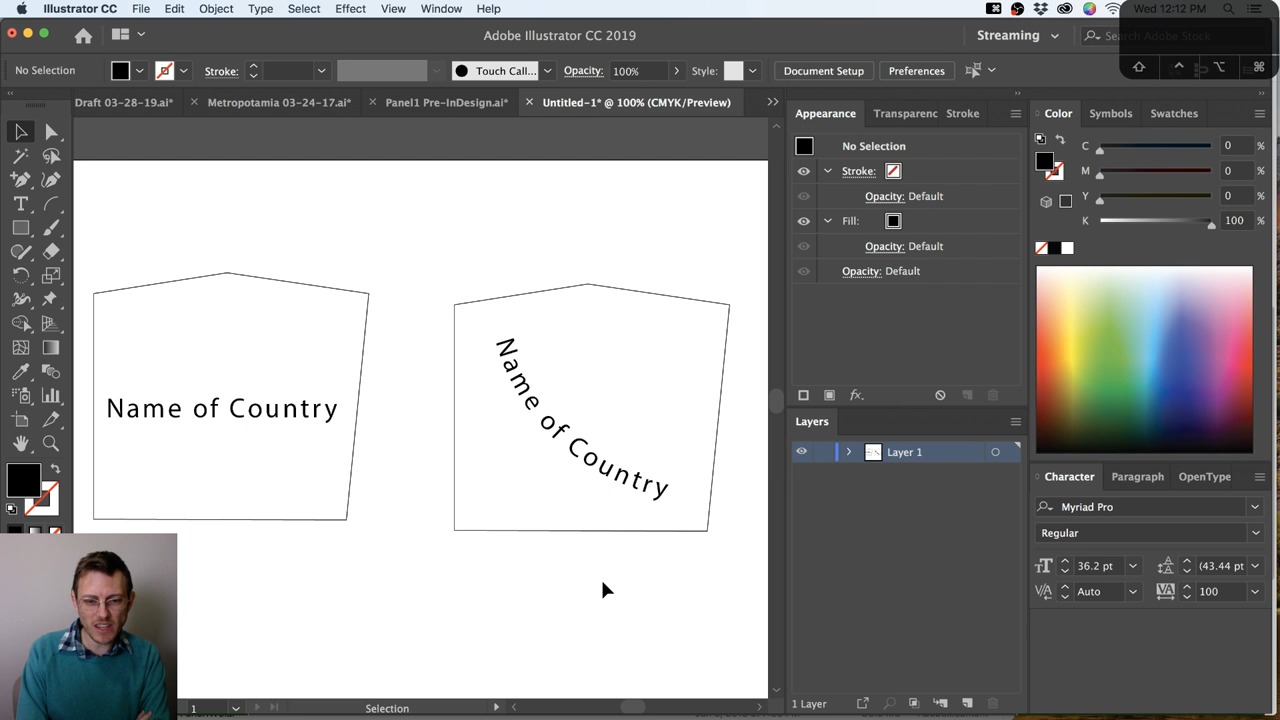 Illustrator CC File Edit Object Type Select Effect View Window Help Wed 12:12 PM
Adobe Illustrator CC 2019 Streaming Search Adobe Stock
No Selection Stroke: Touch Call... Opacity: 100% Style: Document Setup Preferences
Draft 03-28-19.ai* × Metropotamia 03-24-17.ai* × Panel1 Pre-InDesign.ai* × Untitled-1* @ 100% (CMYK/Preview)
Appearance Transparenc Stroke
No Selection
Stroke:
Opacity: Default
Fill:
Opacity: Default
Opacity: Default
Color Symbols Swatches
C 0 %
M 0 %
Y 0 %
K 100 %
Name of Country
Name of Country
Layers
Layer 1
1 Layer
Character Paragraph OpenType
Myriad Pro
Regular
36.2 pt (43.44 pt
Auto 100
1 Selection